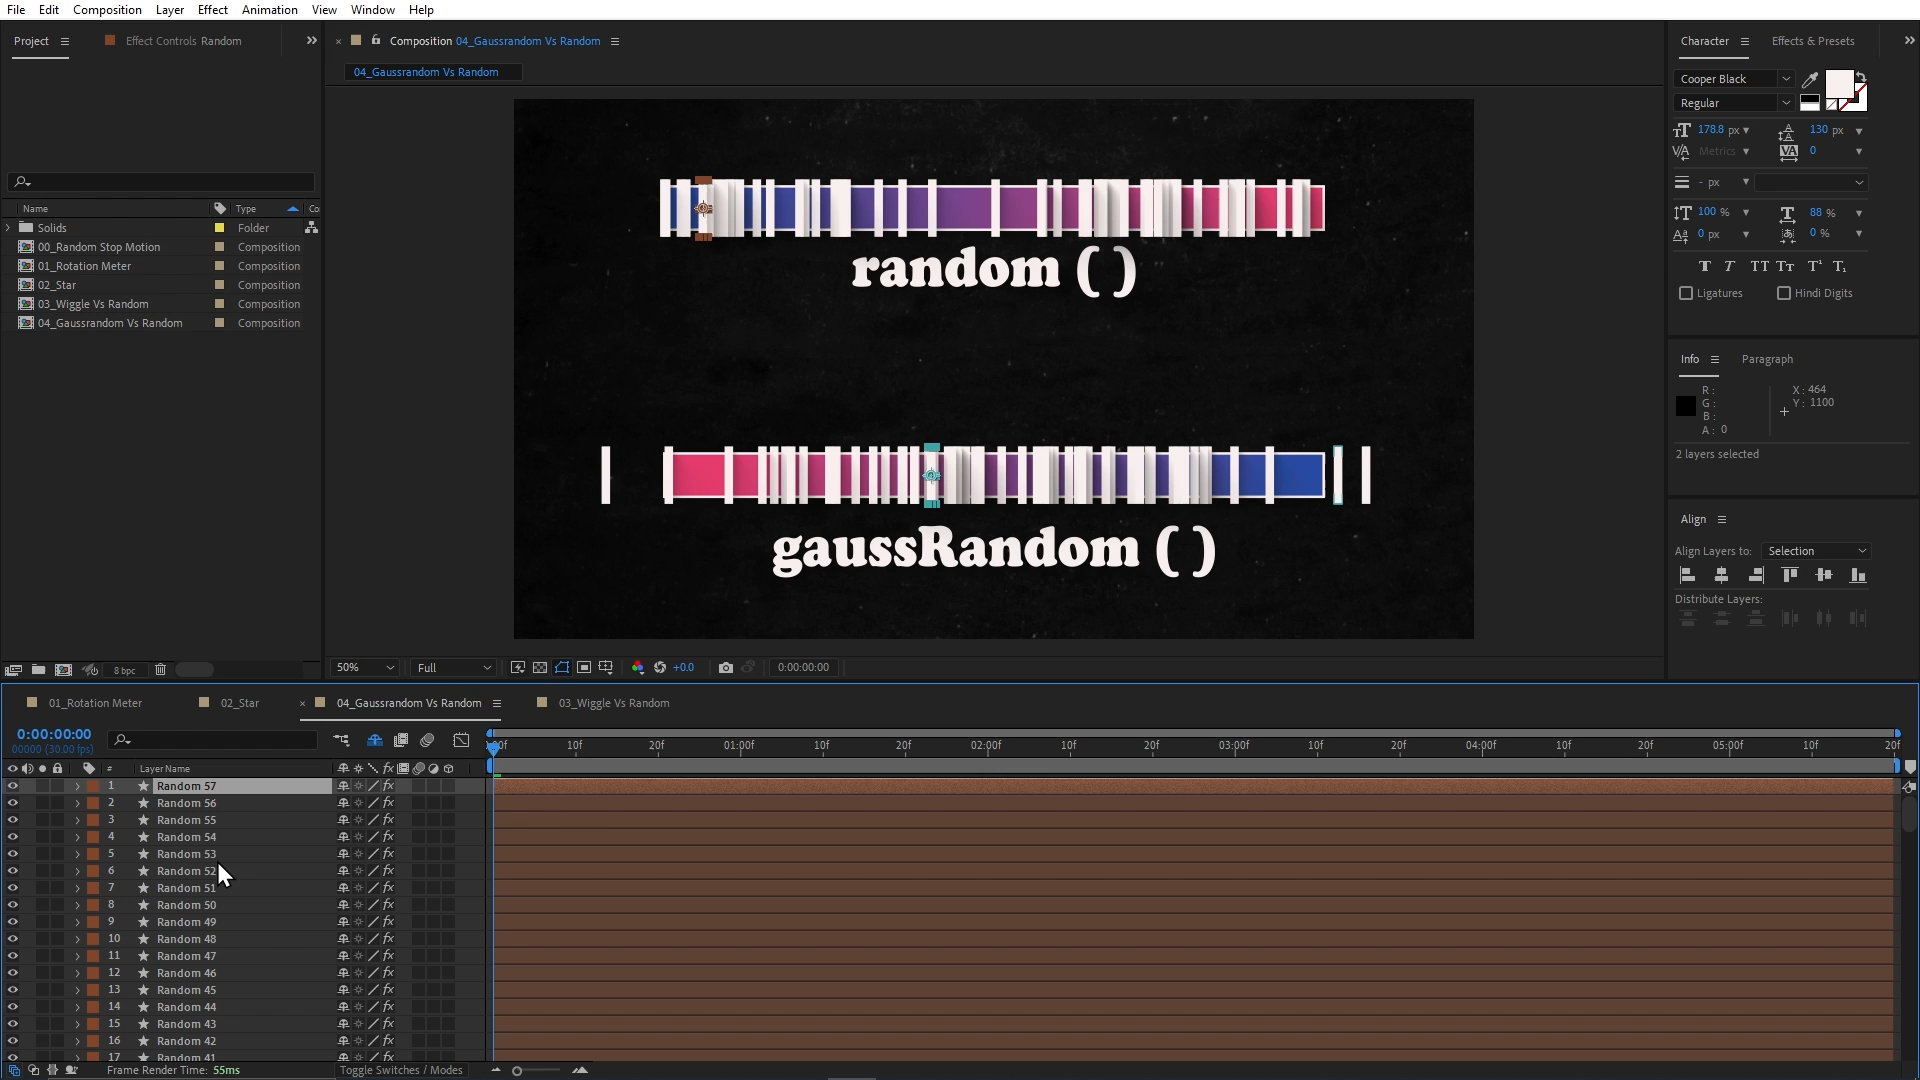 File Edit Composition Layer Effect Animation View Window Help
Project Effect Controls Random
Composition 04_Gaussrandom Vs Random
04_Gaussrandom Vs Random
Name Type Co
Solids Folder
00_Random Stop Motion Composition
01_Rotation Meter Composition
02_Star Composition
03_Wiggle Vs Random Composition
04_Gaussrandom Vs Random Composition
8 bpc
random ( )
gaussRandom ( )
50% Full +0.0 0:00:00:00
Character Effects & Presets
Cooper Black
Regular
178.8 px 130 px
Metrics 0
- px
100 % 88 %
0 px 0 %
Ligatures Hindi Digits
Info Paragraph
R : X : 464
G : Y : 1100
B :
A : 0
2 layers selected
Align
Align Layers to: Selection
Distribute Layers:
01_Rotation Meter 02_Star 04_Gaussrandom Vs Random 03_Wiggle Vs Random
0:00:00:00
00000 (30.00 fps)
00f 10f 20f 01:00f 10f 20f 02:00f 10f 20f 03:00f 10f 20f 04:00f 10f 20f 05:00f 10f 20f
# Layer Name
1 Random 57
2 Random 56
3 Random 55
4 Random 54
5 Random 53
6 Random 52
7 Random 51
8 Random 50
9 Random 49
10 Random 48
11 Random 47
12 Random 46
13 Random 45
14 Random 44
15 Random 43
16 Random 42
17 Random 41
Frame Render Time: 55ms Toggle Switches / Modes